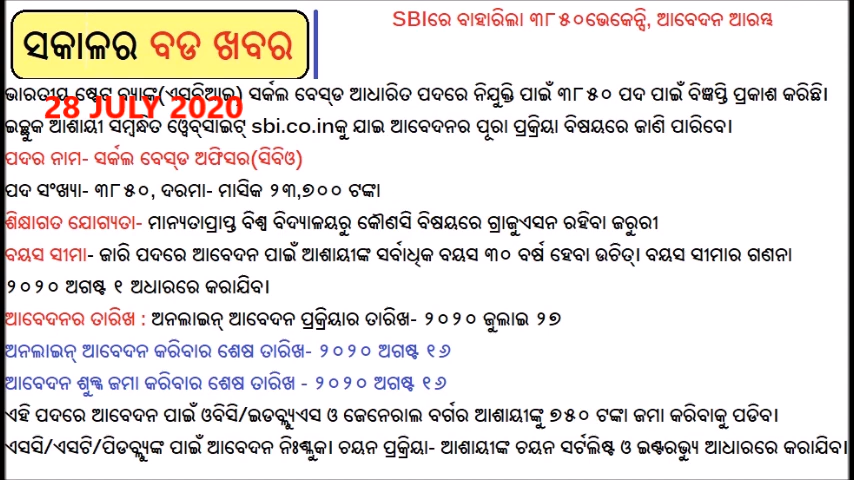 SBIରେ ବାହାରିଲା ୩୮୫୦ଭେକେନ୍ସି, ଆବେଦନ ଆରମ୍ଭ
ସକାଳର ବଡ ଖବର
ଭାରତୀୟ ଷ୍ଟେଟ ବ୍ୟାଙ୍କ(ଏସବିଆଇ) ସର୍କଲ ବେସ୍‌ଡ ଆଧାରିତ ପଦରେ ନିଯୁକ୍ତି ପାଇଁ ୩୮୫୦ ପଦ ପାଇଁ ବିଜ୍ଞପ୍ତି ପ୍ରକାଶ କରିଛି।
28 JULY 2020
ଇଚ୍ଛୁକ ଆଶାୟୀ ସମ୍ବନ୍ଧିତ ୱେବ୍‌ସାଇଟ୍ sbi.co.inକୁ ଯାଇ ଆବେଦନର ପୂରା ପ୍ରକ୍ରିୟା ବିଷୟରେ ଜାଣି ପାରିବେ।
ପଦର ନାମ- ସର୍କଲ ବେସ୍‌ଡ ଅଫିସର(ସିବିଓ)
ପଦ ସଂଖ୍ୟା- ୩୮୫୦, ଦରମା- ମାସିକ ୨୩,୭୦୦ ଟଙ୍କା
ଶିକ୍ଷାଗତ ଯୋଗ୍ୟତା- ମାନ୍ୟତାପ୍ରାପ୍ତ ବିଶ୍ଵ ବିଦ୍ୟାଳୟରୁ କୌଣସି ବିଷୟରେ ଗ୍ରାଜୁଏସନ ରହିବା ଜରୁରୀ
ବୟସ ସୀମା- ଜାରି ପଦରେ ଆବେଦନ ପାଇଁ ଆଶାୟୀଙ୍କ ସର୍ବାଧିକ ବୟସ ୩୦ ବର୍ଷ ହେବା ଉଚିତ୍। ବୟସ ସୀମାର ଗଣନା
୨୦୨୦ ଅଗଷ୍ଟ ୧ ଅଧାରରେ କରାଯିବ।
ଆବେଦନର ତାରିଖ : ଅନଲାଇନ୍ ଆବେଦନ ପ୍ରକ୍ରିୟାର ତାରିଖ- ୨୦୨୦ ଜୁଲାଇ ୨୭
ଅନଲାଇନ୍ ଆବେଦନ କରିବାର ଶେଷ ତାରିଖ- ୨୦୨୦ ଅଗଷ୍ଟ ୧୬
ଆବେଦନ ଶୁଳ୍କ ଜମା କରିବାର ଶେଷ ତାରିଖ - ୨୦୨୦ ଅଗଷ୍ଟ ୧୬
ଏହି ପଦରେ ଆବେଦନ ପାଇଁ ଓବିସି/ଇଡବ୍ଲ୍ୟୁଏସ ଓ ଜେନେରାଲ ବର୍ଗର ଆଶାୟୀଙ୍କୁ ୭୫୦ ଟଙ୍କା ଜମା କରିବାକୁ ପଡିବ।
ଏସସି/ଏସଟି/ପିଡବ୍ଲ୍ୟୁଙ୍କ ପାଇଁ ଆବେଦନ ନିଃଶୁଳ୍କ। ଚୟନ ପ୍ରକ୍ରିୟା- ଆଶାୟୀଙ୍କ ଚୟନ ସର୍ଟଲିଷ୍ଟ ଓ ଇଣ୍ଟରଭ୍ୟୁ ଆଧାରରେ କରାଯିବ।